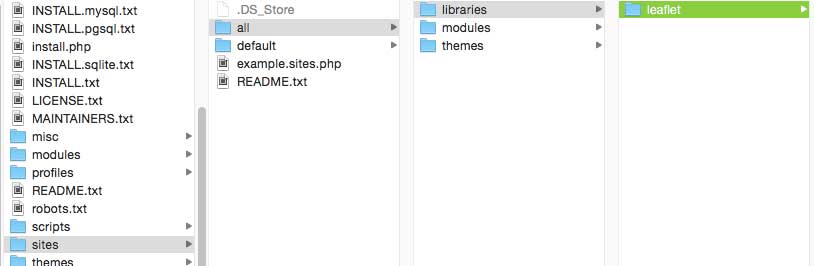 INSTALL.mysql.txt
INSTALL.pgsql.txt
install.php
INSTALL.sqlite.txt
INSTALL.txt
LICENSE.txt
MAINTAINERS.txt
misc
modules
profiles
README.txt
robots.txt
scripts
sites
themes
.DS_Store
all
default
example.sites.php
README.txt
libraries
modules
themes
leaflet